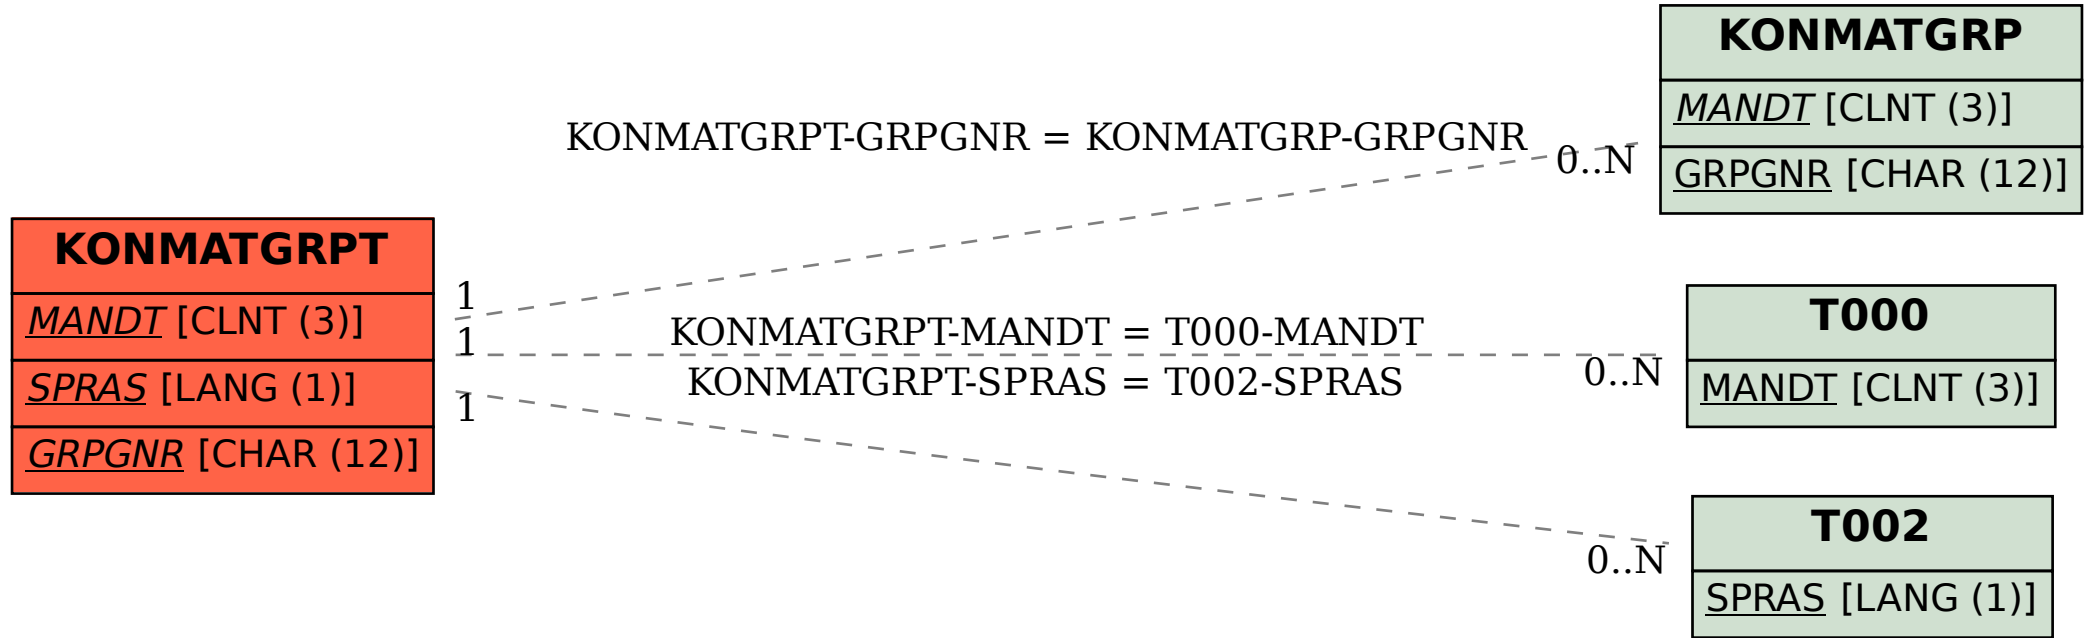 KONMATGRP
MANDT [CLNT (3)]
GRPGNR [CHAR (12)]
KONMATGRPT-GRPGNR = KONMATGRP-GRPGNR
0..N
KONMATGRPT
MANDT [CLNT (3)]
SPRAS [LANG (1)]
GRPGNR [CHAR (12)]
1
1
1
KONMATGRPT-MANDT = T000-MANDT
0..N
KONMATGRPT-SPRAS = T002-SPRAS
0..N
T000
MANDT [CLNT (3)]
T002
SPRAS [LANG (1)]